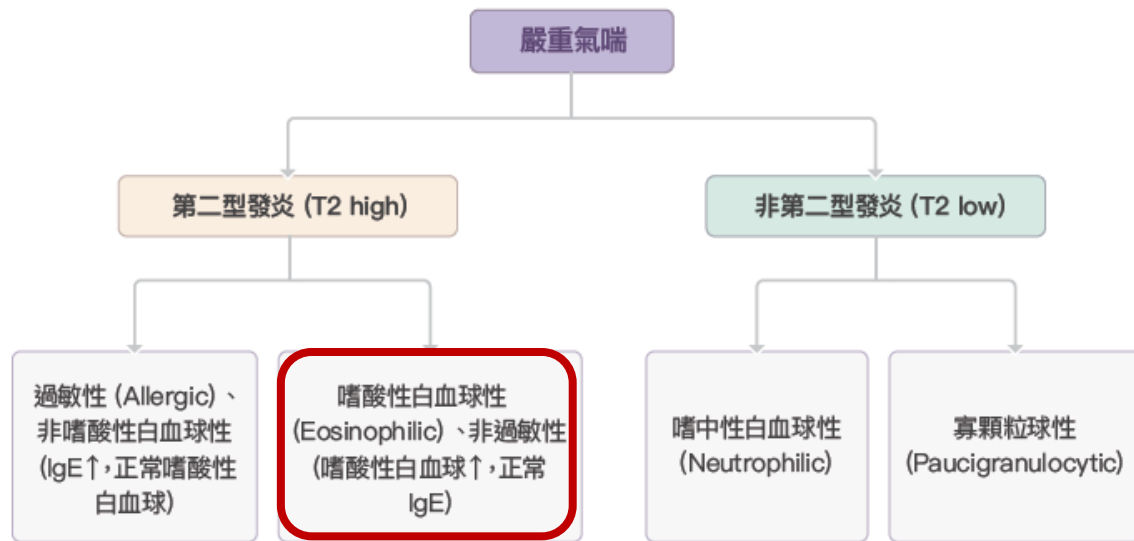 嚴重氣喘
第二型發炎 (T2 high)
非第二型發炎 (T2 low)
過敏性 (Allergic)、
非嗜酸性白血球性
(IgE↑,正常嗜酸性
白血球)
嗜酸性白血球性
(Eosinophilic)、非過敏性
(嗜酸性白血球↑,正常
IgE)
嗜中性白血球性
(Neutrophilic)
寡顆粒球性
(Paucigranulocytic)